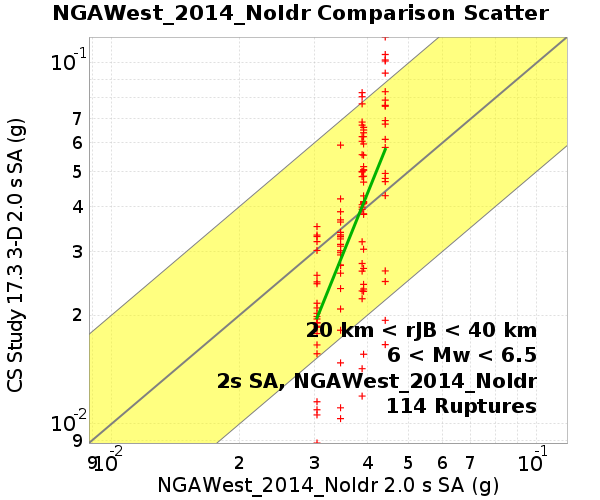 NGAWest_2014_NoIdr Comparison Scatter
CS Study 17.3 3-D 2.0 s SA (g)
10-1
7
6
5
4
3
2
10-2
9
20 km < rJB < 40 km
6 < Mw < 6.5
2s SA, NGAWest_2014_NoIdr
114 Ruptures
9 10-2 2 3 4 5 6 7 10-1
NGAWest_2014_NoIdr 2.0 s SA (g)